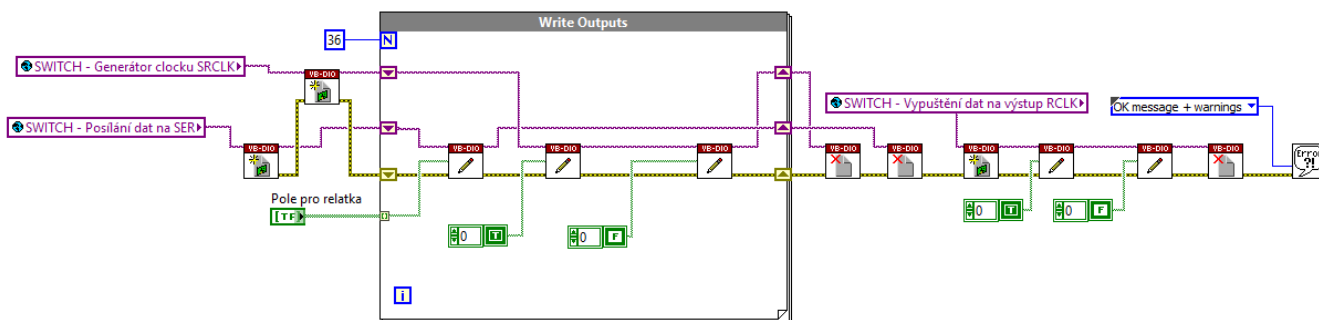 Write Outputs
36
N
SWITCH - Generátor clocku SRCLK
VB-DIO
SWITCH - Vypuštění dat na výstup RCLK
OK message + warnings
SWITCH - Posílání dat na SER
VB-DIO
VB-DIO
VB-DIO
VB-DIO
VB-DIO
VB-DIO
VB-DIO
VB-DIO
VB-DIO
VB-DIO
Error
?!
Pole pro relatka
[TF]
0
T
0
F
0
T
0
F
i